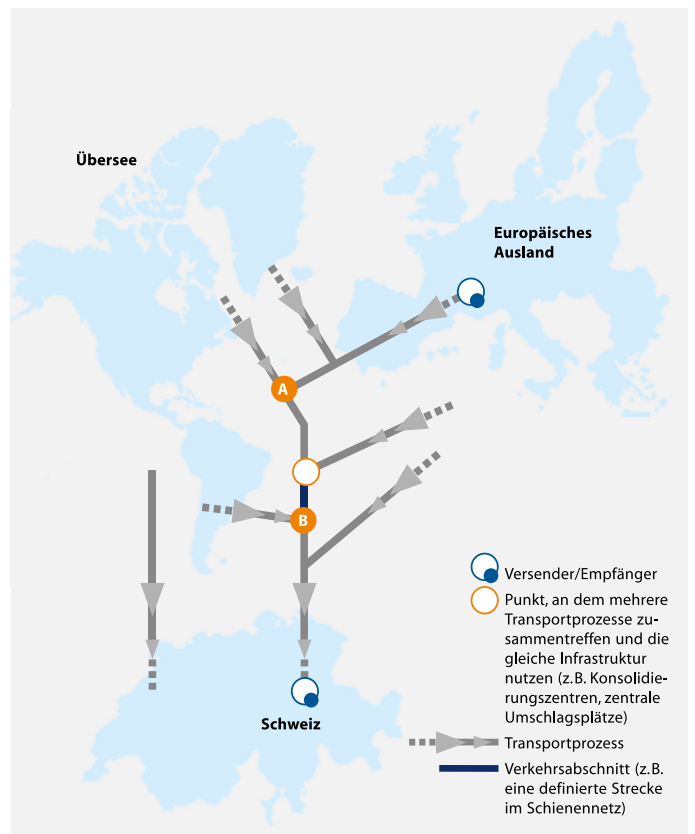 Übersee
Europäisches
Ausland
A
B
Schweiz
Versender/Empfänger
Punkt, an dem mehrere
Transportprozesse zu-
sammentreffen und die
gleiche Infrastruktur
nutzen (z.B. Konsolidie-
rungszentren, zentrale
Umschlagsplätze)
Transportprozess
Verkehrsabschnitt (z.B.
eine definierte Strecke
im Schienennetz)